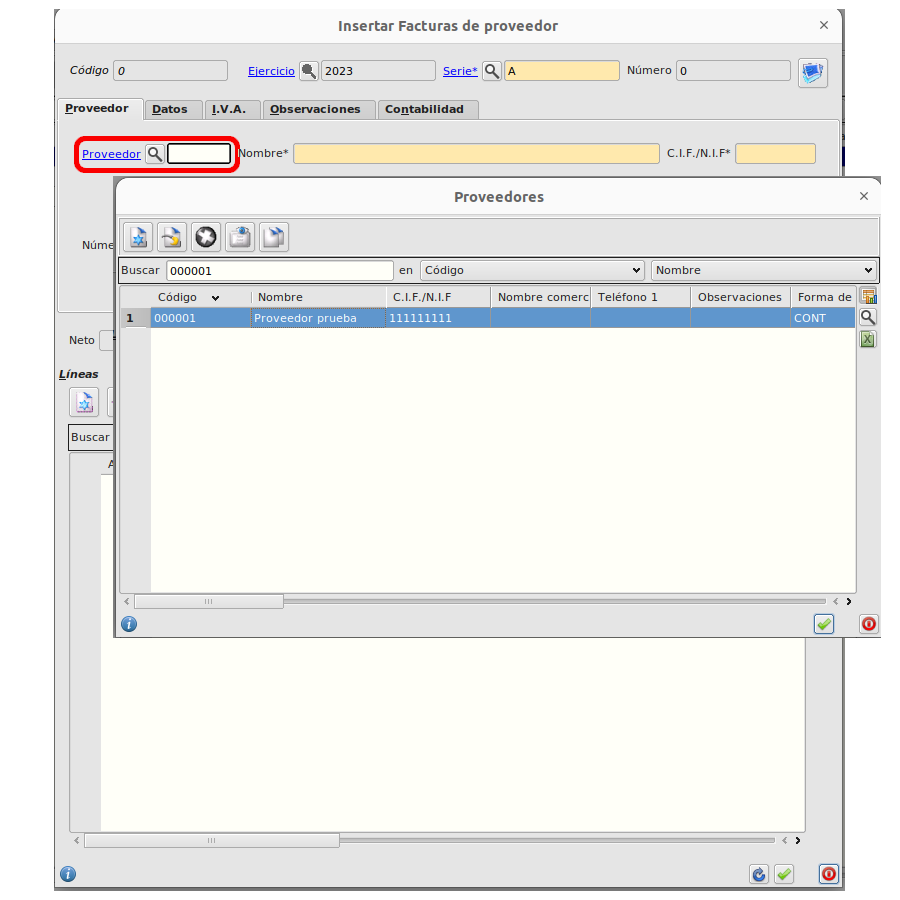 Insertar Facturas de proveedor
Código 0 Ejercicio 2023 Serie* A Número 0
Proveedor Datos I.V.A. Observaciones Contabilidad
Proveedor Nombre* C.I.F./N.I.F*
Proveedores
Núme
Buscar 000001 en Código Nombre
Código Nombre C.I.F./N.I.F Nombre comerc Teléfono 1 Observaciones Forma de
1 000001 Proveedor prueba 111111111 CONT
Neto
Líneas
Buscar
A